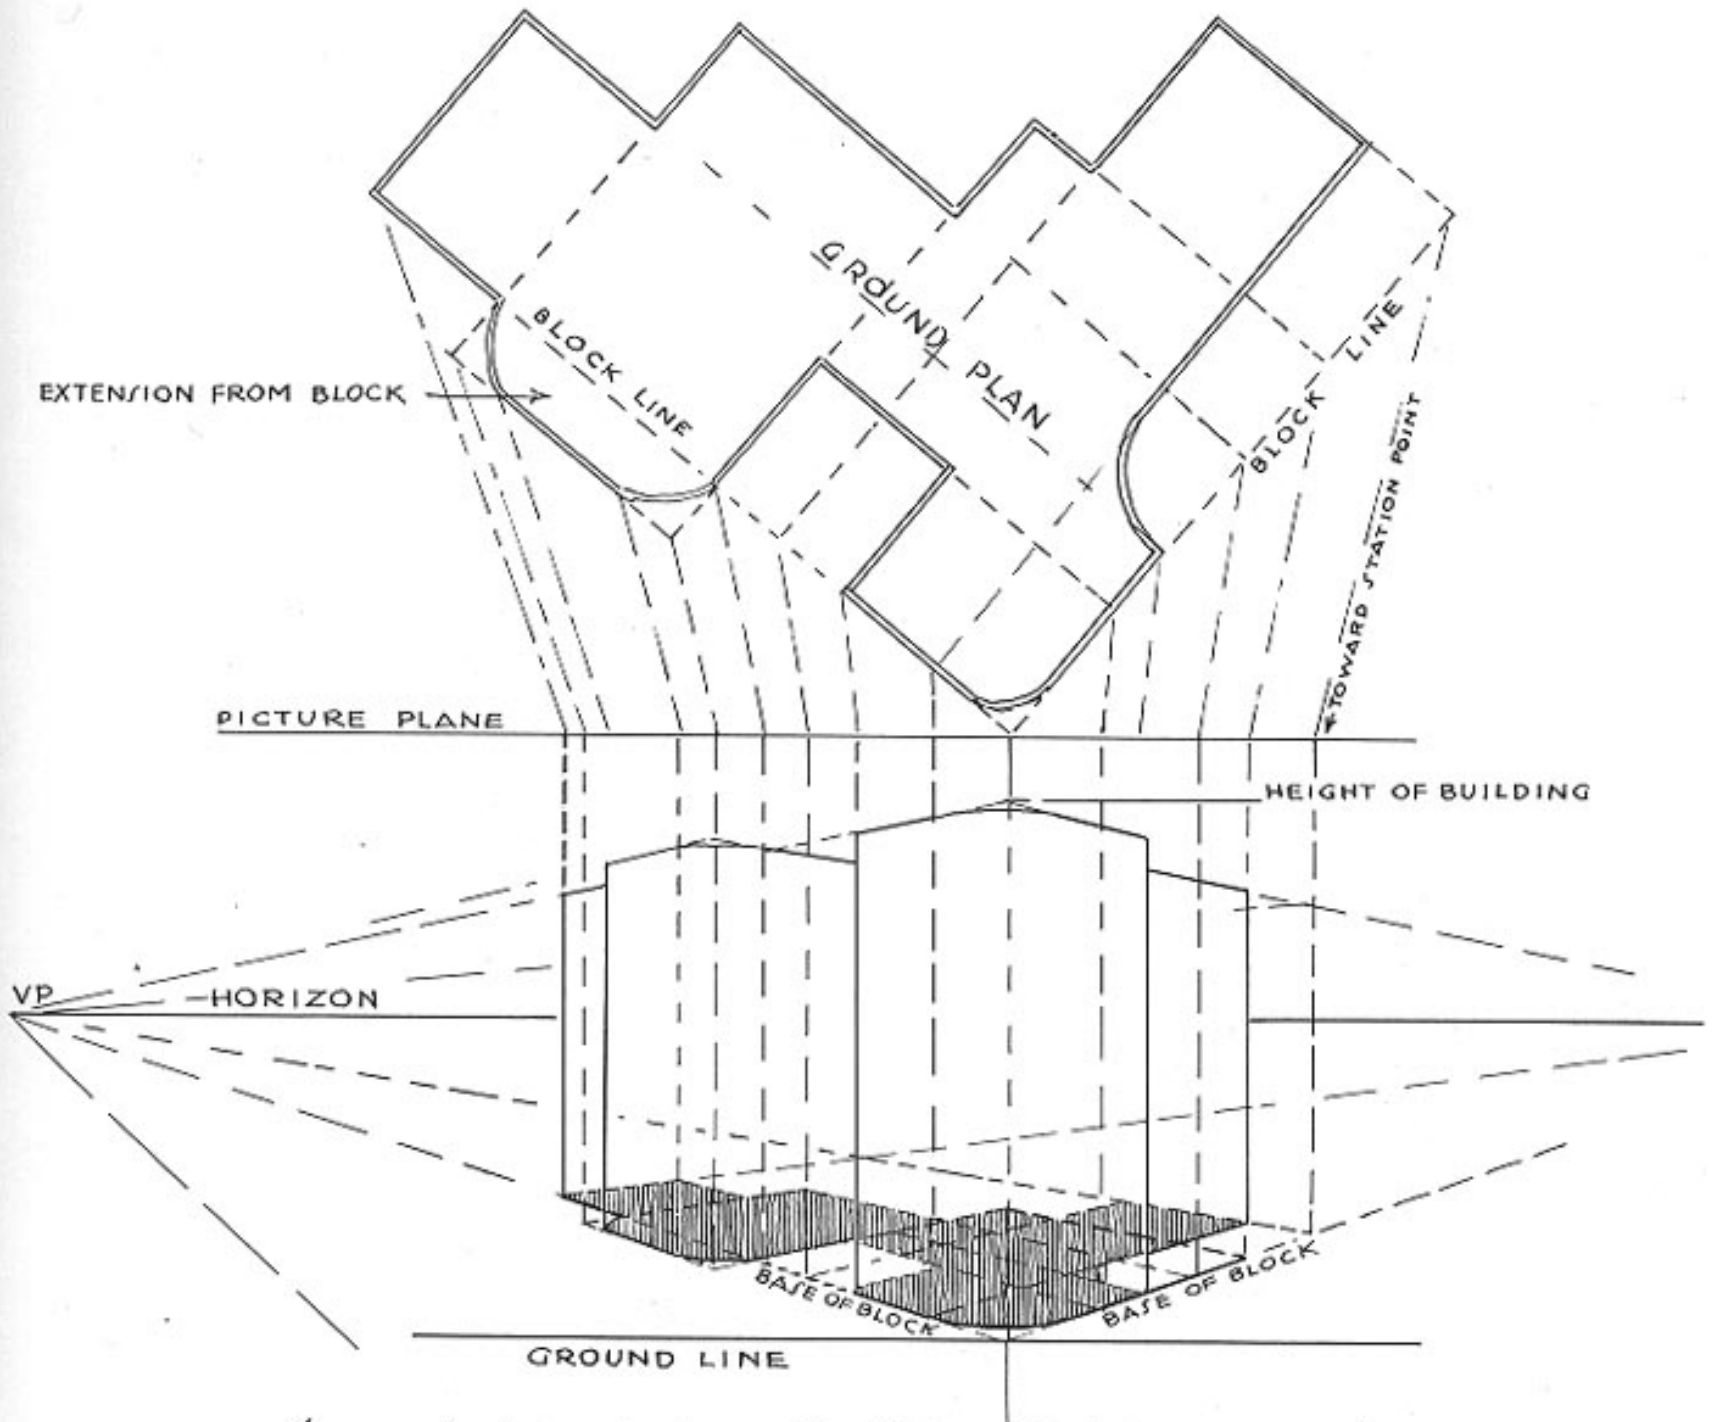 GROUND PLAN
BLOCK LINE
BLOCK LINE
EXTENSION FROM BLOCK
TOWARD STATION POINT
PICTURE PLANE
HEIGHT OF BUILDING
VP
HORIZON
BASE OF BLOCK
BASE OF BLOCK
GROUND LINE